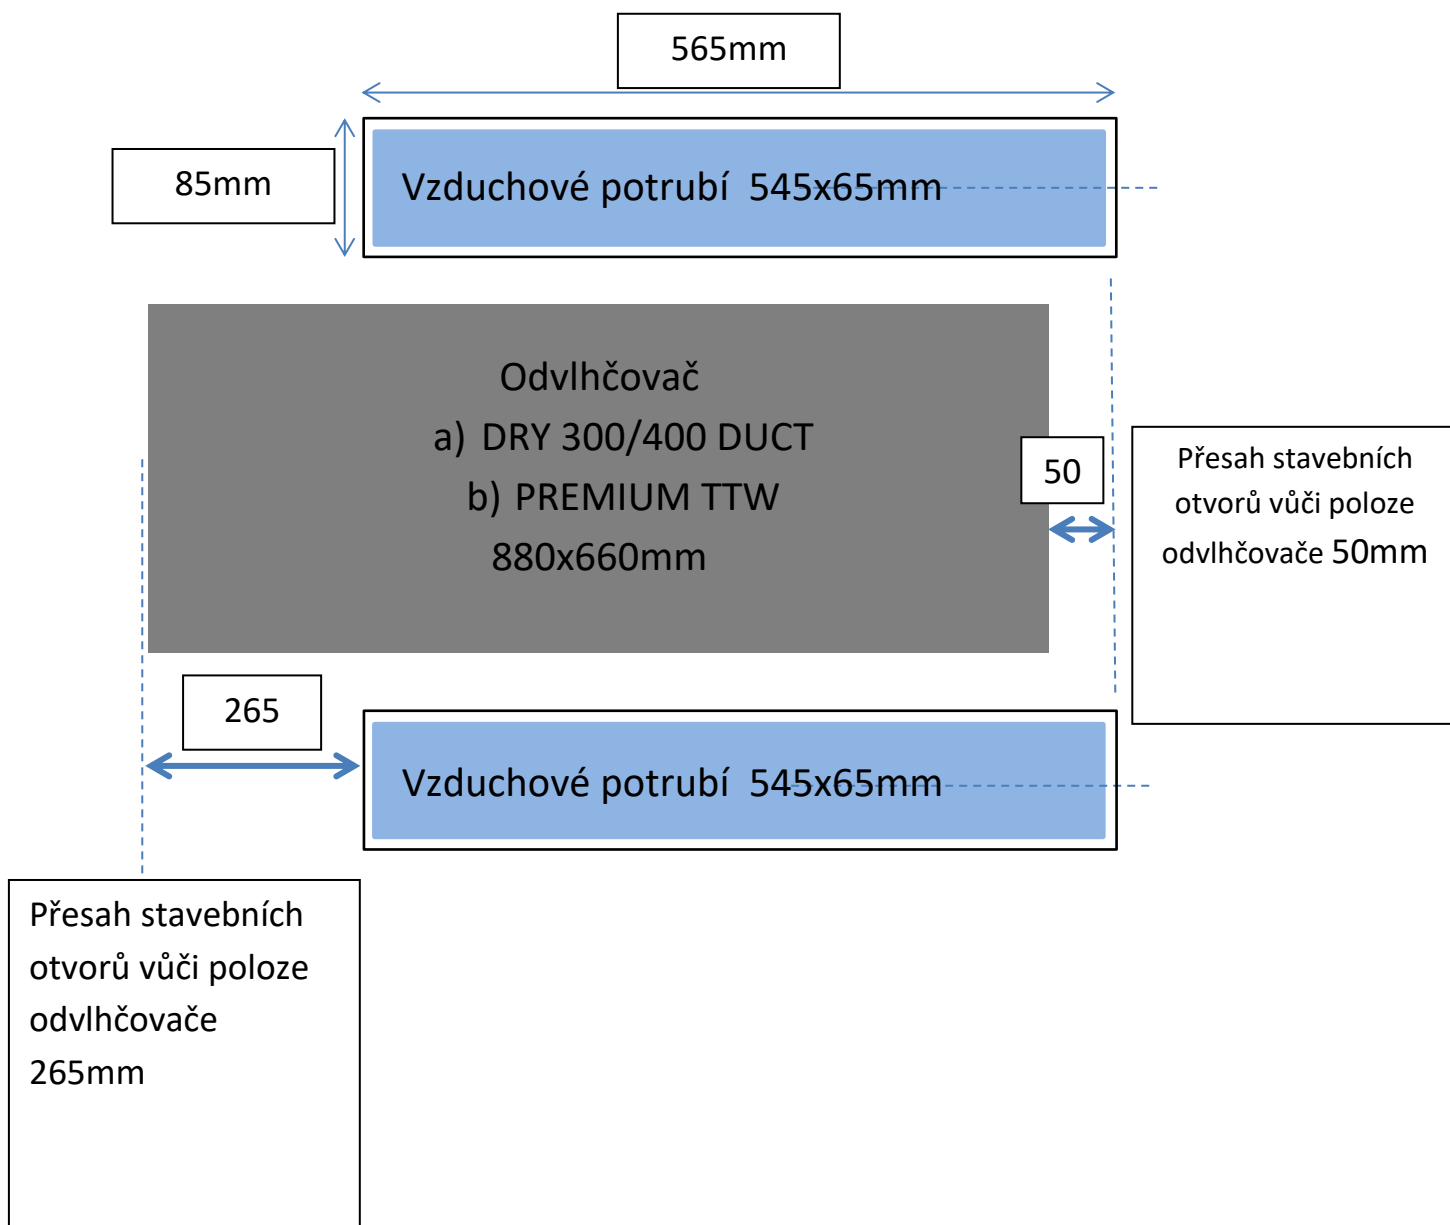 565mm
85mm
Vzduchové potrubí 545x65mm
Odvlhčovač
a) DRY 300/400 DUCT
b) PREMIUM TTW
880x660mm
50
Přesah stavebních
otvorů vůči poloze
odvlhčovače 50mm
265
Vzduchové potrubí 545x65mm
Přesah stavebních
otvorů vůči poloze
odvlhčovače
265mm